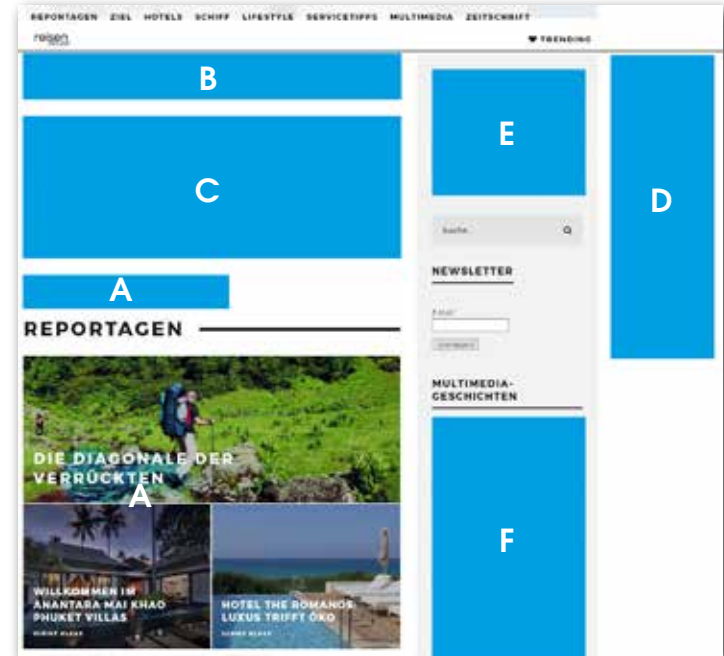 REPORTAGEN ZIEL HOTELS SCHIFF LIFESTYLE SERVICETIPPS MULTIMEDIA ZEITSCHRIFT
reisen
TRENDING
B
C
A
REPORTAGEN
DIE DIAGONALE DER
VERRÜCKTEN
A
WILLKOMMEN IM
ANANTARA MAI KHAO
PHUKET VILLAS
HOTEL THE ROMANOS
LUXUS TRIFFT ÖKO
E
Suche
NEWSLETTER
E-mail
MULTIMEDIA-
GESCHICHTEN
F
D